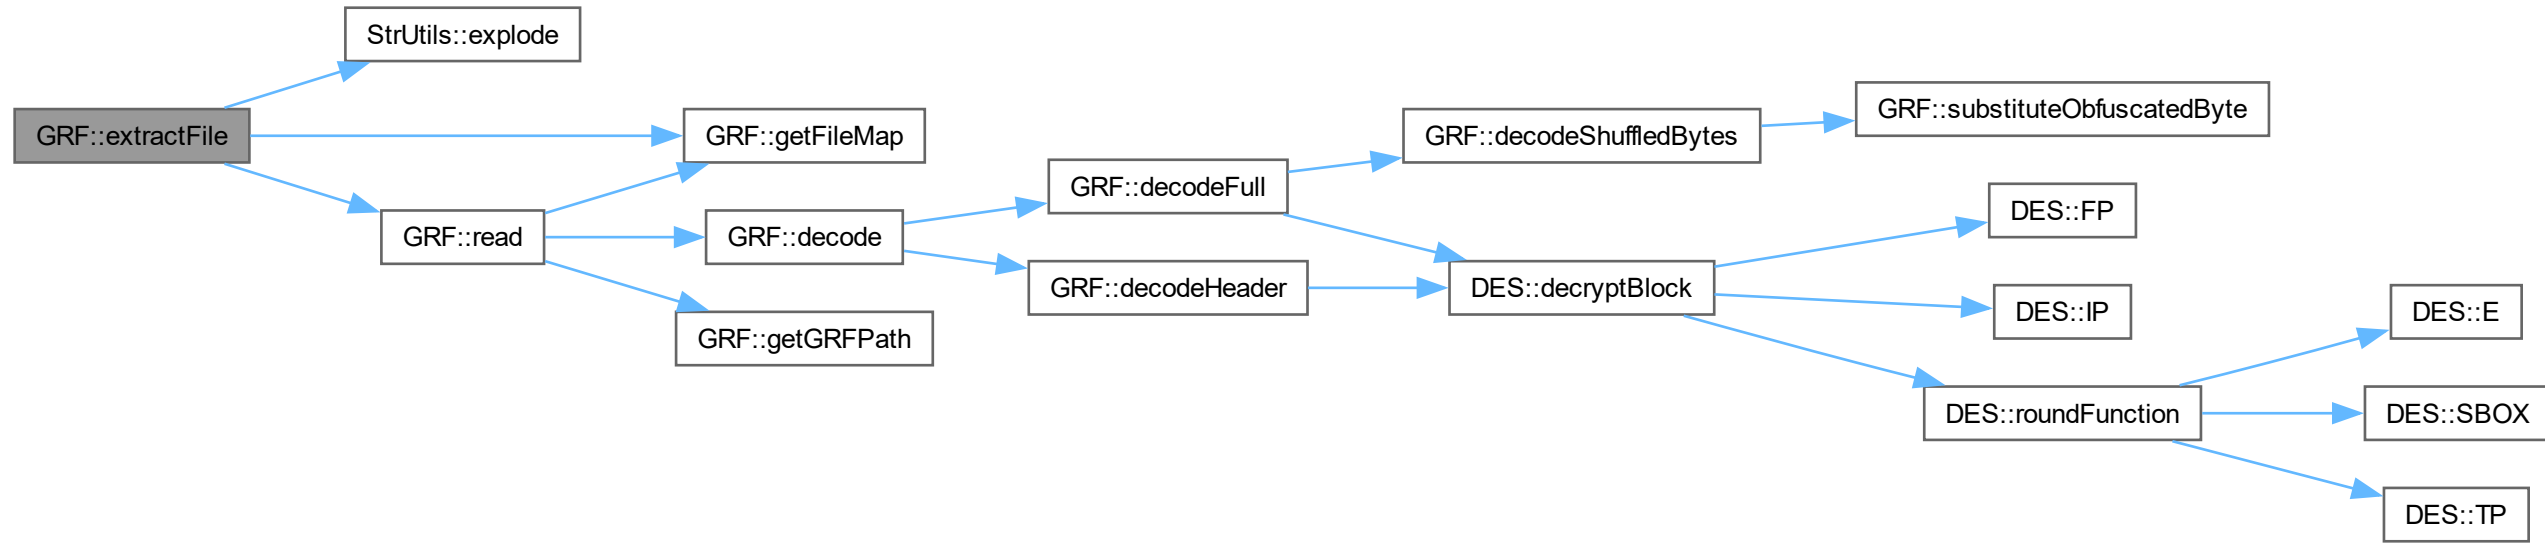 StrUtils::explode
GRF::extractFile
GRF::getFileMap
GRF::read
GRF::decode
GRF::getGRFPath
GRF::decodeFull
GRF::decodeHeader
GRF::decodeShuffledBytes
GRF::substituteObfuscatedByte
DES::decryptBlock
DES::FP
DES::IP
DES::roundFunction
DES::E
DES::SBOX
DES::TP